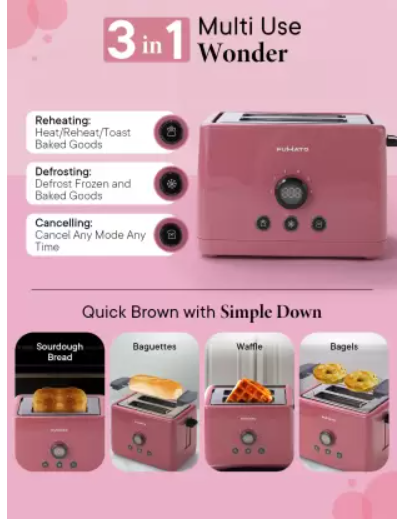 3 in 1
Multi Use
Wonder
Reheating:
Heat/Reheat/Toast
Baked Goods
Defrosting:
Defrost Frozen and
Baked Goods
Cancelling:
Cancel Any Mode Any
Time
FUMATO
Quick Brown with Simple Down
Sourdough
Bread
Baguettes
Waffle
Bagels